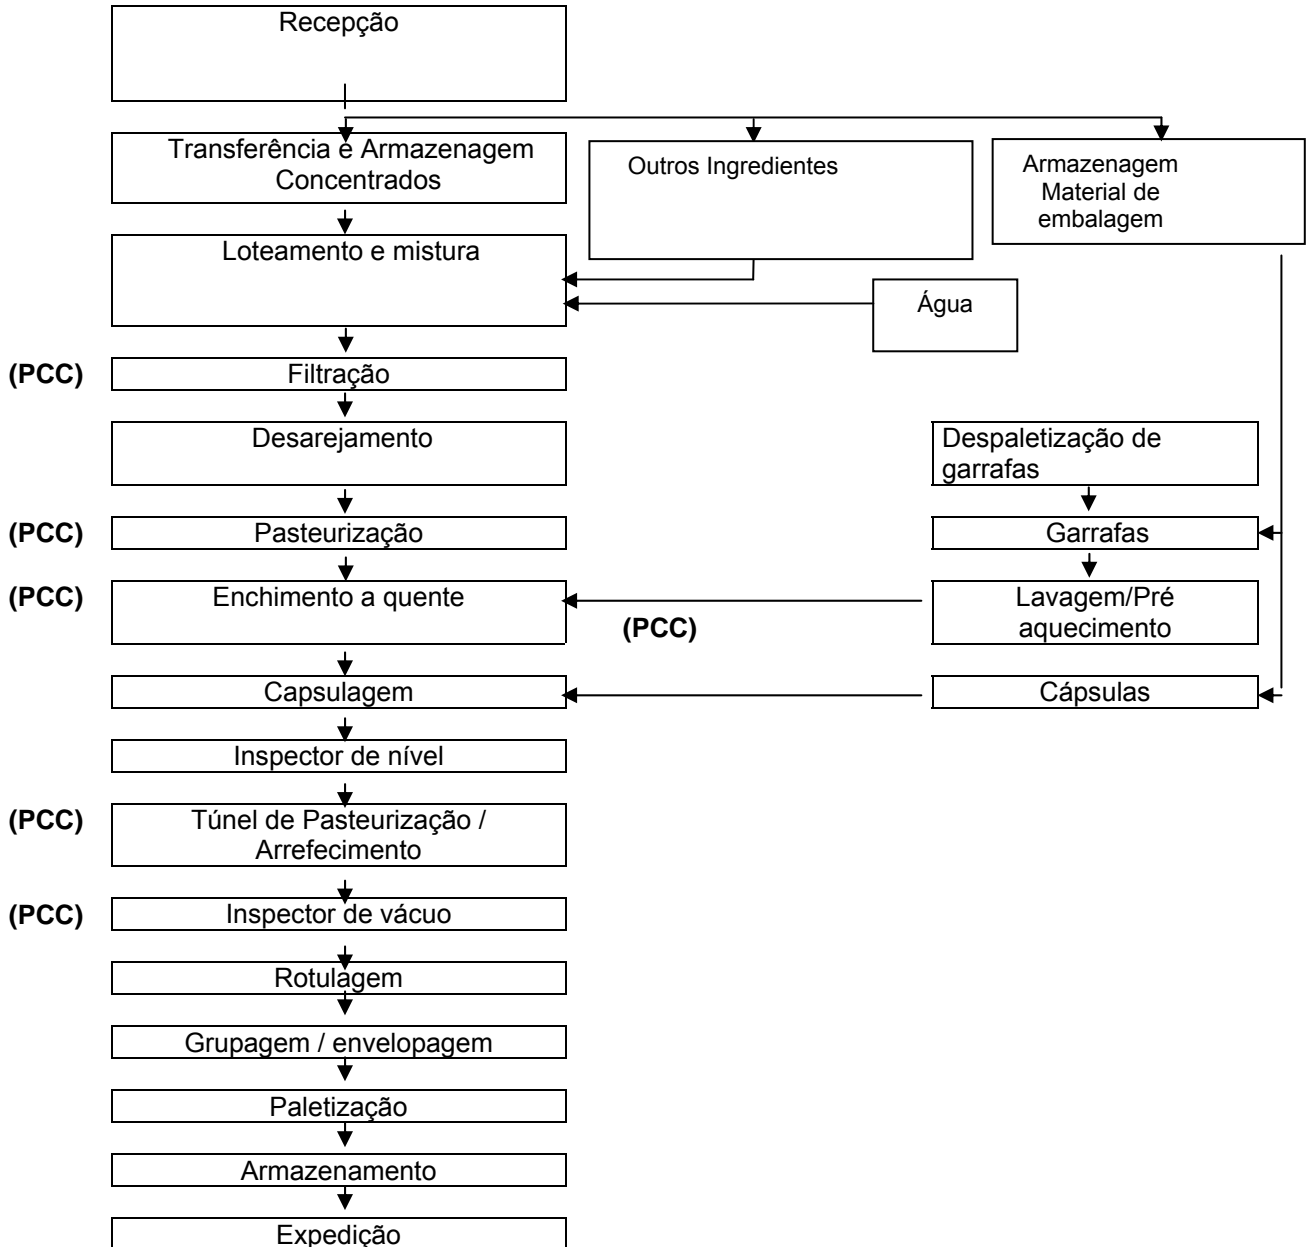 Recepção
Transferência e Armazenagem
Concentrados
Outros Ingredientes
Armazenagem
Material de
embalagem
Loteamento e mistura
Água
(PCC)
Filtração
Desarejamento
Despaletização de
garrafas
(PCC)
Pasteurização
Garrafas
(PCC)
Enchimento a quente
(PCC)
Lavagem/Pré
aquecimento
Capsulagem
Cápsulas
Inspector de nível
(PCC)
Túnel de Pasteurização /
Arrefecimento
(PCC)
Inspector de vácuo
Rotulagem
Grupagem / envelopagem
Paletização
Armazenamento
Expedição